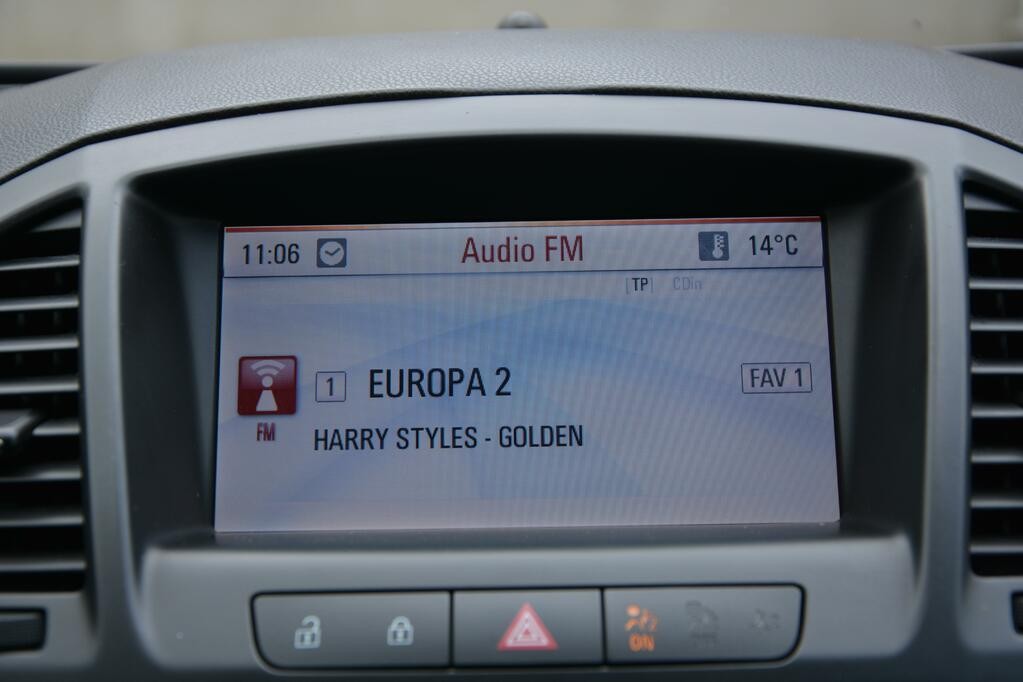 11:06 Audio FM 14°C
[TP] CDin
1 EUROPA 2 FAV 1
FM
HARRY STYLES - GOLDEN
ON